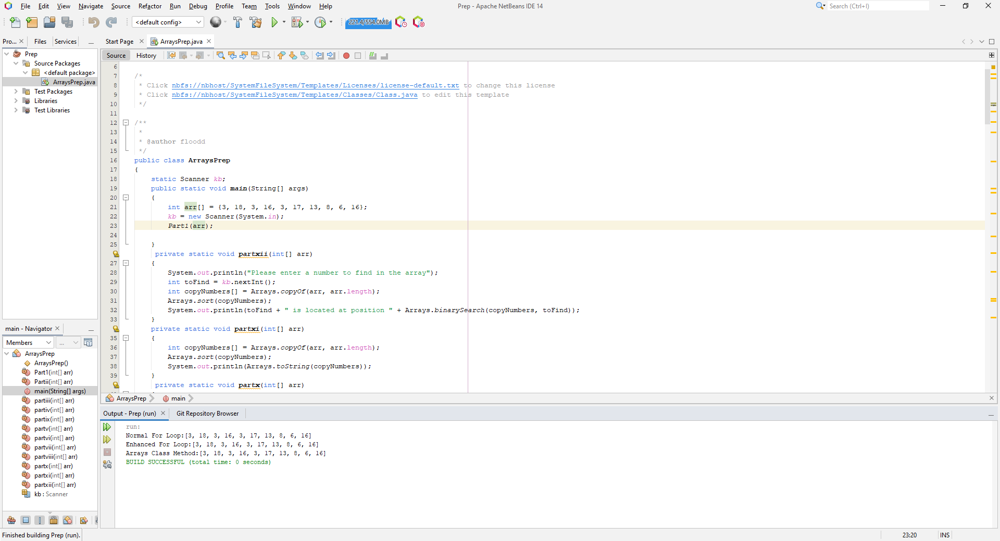 File Edit View Navigate Source Refactor Run Debug Profile Team Tools Window Help
Prep - Apache NetBeans IDE 14
Search (Ctrl+I)
<default config>
221.4/554.0MB
Pro...
Files
Services
Start Page
ArraysPrep.java
Prep
Source Packages
<default package>
ArraysPrep.java
Test Packages
Libraries
Test Libraries
Source
History
6
7 /*
8 * Click nbfs://nbhost/SystemFileSystem/Templates/Licenses/license-default.txt to change this license
9 * Click nbfs://nbhost/SystemFileSystem/Templates/Classes/Class.java to edit this template
10 */
11
12 /**
13 *
14 * @author floodd
15 */
16 public class ArraysPrep
17 {
18 static Scanner kb;
19 public static void main(String[] args)
20 {
21 int arr[] = {3, 18, 3, 16, 3, 17, 13, 8, 6, 16};
22 kb = new Scanner(System.in);
23 Part1(arr);
24
25 }
private static void partxii(int[] arr)
27 {
28 System.out.println("Please enter a number to find in the array");
29 int toFind = kb.nextInt();
30 int copyNumbers[] = Arrays.copyOf(arr, arr.length);
31 Arrays.sort(copyNumbers);
32 System.out.println(toFind + " is located at position " + Arrays.binarySearch(copyNumbers, toFind));
33 }
private static void partxi(int[] arr)
35 {
36 int copyNumbers[] = Arrays.copyOf(arr, arr.length);
37 Arrays.sort(copyNumbers);
38 System.out.println(Arrays.toString(copyNumbers));
39 }
private static void partx(int[] arr)
ArraysPrep
main
main - Navigator
Members
...
ArraysPrep
ArraysPrep()
Part1(int[] arr)
Partii(int[] arr)
main(String[] args)
partiii(int[] arr)
partiv(int[] arr)
partix(int[] arr)
partv(int[] arr)
partvi(int[] arr)
partvii(int[] arr)
partviii(int[] arr)
partx(int[] arr)
partxi(int[] arr)
partxii(int[] arr)
kb : Scanner
Output - Prep (run)
Git Repository Browser
run:
Normal For Loop:[3, 18, 3, 16, 3, 17, 13, 8, 6, 16]
Enhanced For Loop:[3, 18, 3, 16, 3, 17, 13, 8, 6, 16]
Arrays Class Method:[3, 18, 3, 16, 3, 17, 13, 8, 6, 16]
BUILD SUCCESSFUL (total time: 0 seconds)
Finished building Prep (run).
23:20
INS